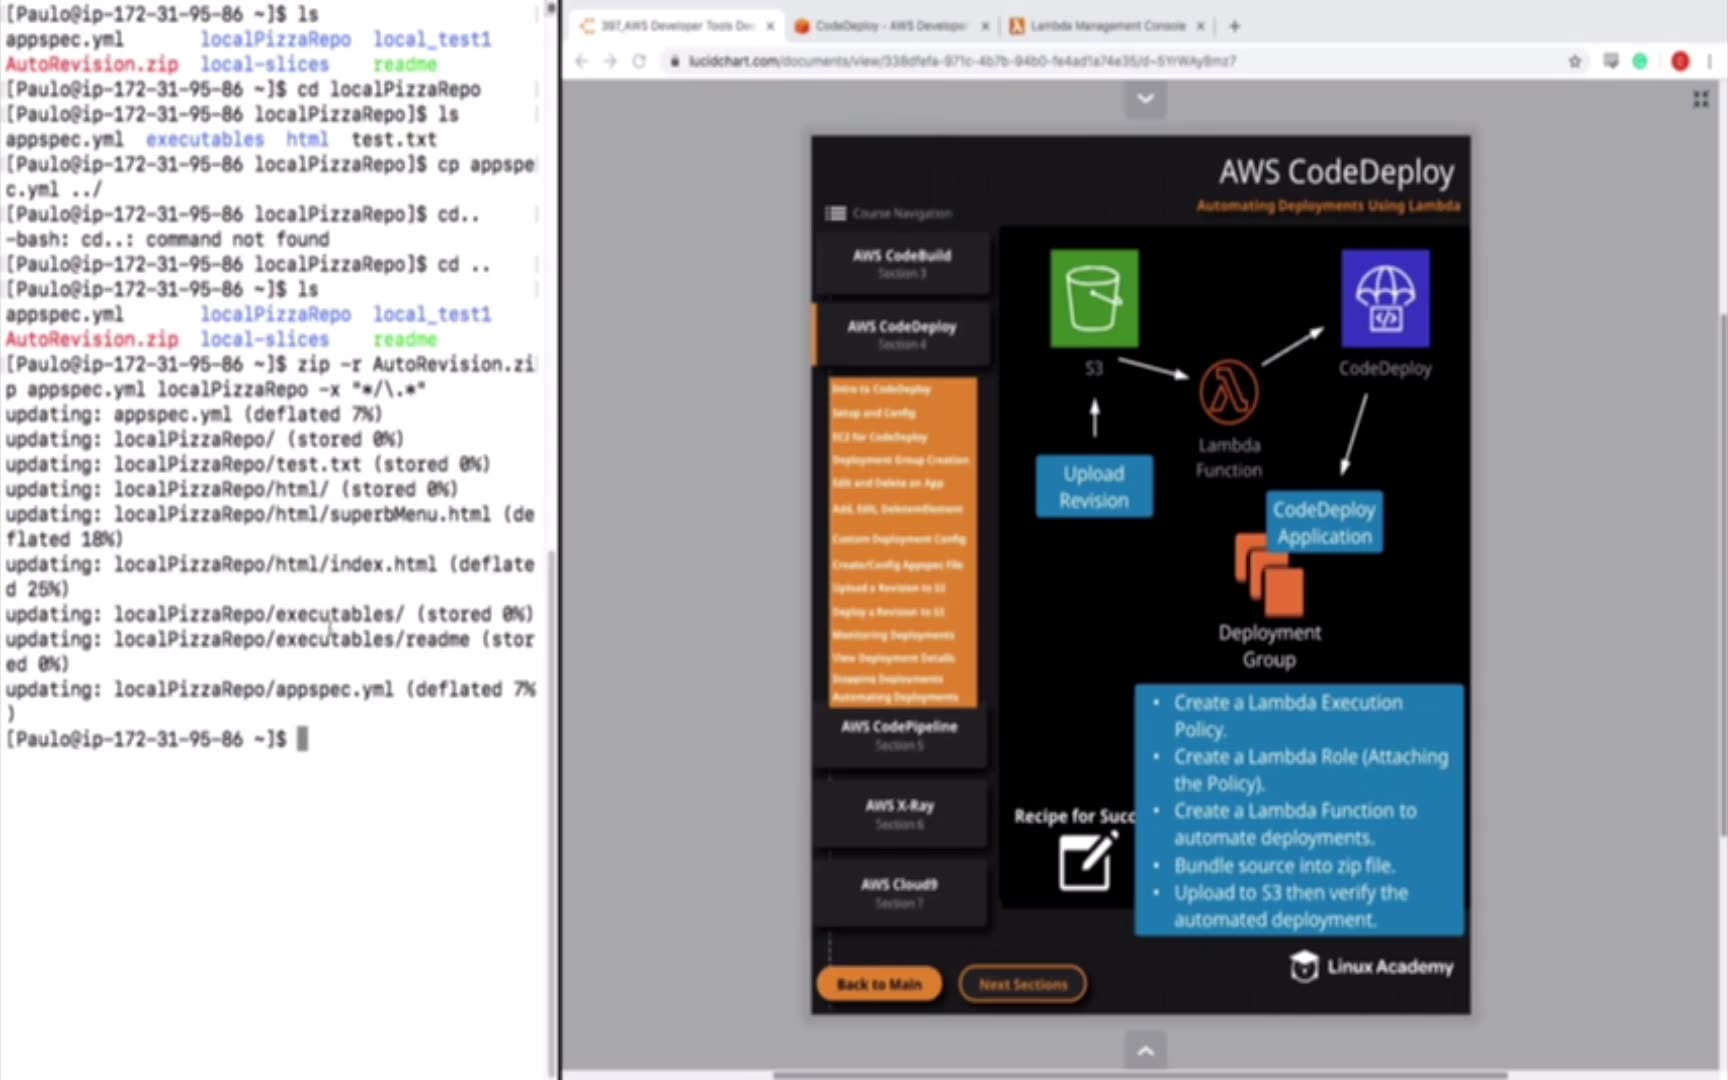 [Paulo@ip-172-31-95-86 ~]$ ls
appspec.yml localPizzaRepo local_test1
AutoRevision.zip local-slices readme
[Paulo@ip-172-31-95-86 ~]$ cd localPizzaRepo
[Paulo@ip-172-31-95-86 localPizzaRepo]$ ls
appspec.yml executables html test.txt
[Paulo@ip-172-31-95-86 localPizzaRepo]$ cp appspe
c.yml ../
[Paulo@ip-172-31-95-86 localPizzaRepo]$ cd..
-bash: cd..: command not found
[Paulo@ip-172-31-95-86 localPizzaRepo]$ cd ..
[Paulo@ip-172-31-95-86 ~]$ ls
appspec.yml localPizzaRepo local_test1
AutoRevision.zip local-slices readme
[Paulo@ip-172-31-95-86 ~]$ zip -r AutoRevision.zi
p appspec.yml localPizzaRepo -x "*/\.*"
updating: appspec.yml (deflated 7%)
updating: localPizzaRepo/ (stored 0%)
updating: localPizzaRepo/test.txt (stored 0%)
updating: localPizzaRepo/html/ (stored 0%)
updating: localPizzaRepo/html/superbMenu.html (de
flated 18%)
updating: localPizzaRepo/html/index.html (deflate
d 25%)
updating: localPizzaRepo/executables/ (stored 0%)
updating: localPizzaRepo/executables/readme (stor
ed 0%)
updating: localPizzaRepo/appspec.yml (deflated 7%
)
[Paulo@ip-172-31-95-86 ~]$
397_AWS Developer Tools De
CodeDeploy - AWS Developer
Lambda Management Console
AWS CodeDeploy
Automating Deployments Using Lambda
Course Navigation
AWS CodeBuild
Section 3
AWS CodeDeploy
Section 4
Intro to CodeDeploy
Setup and Config
EC2 for CodeDeploy
Deployment Group Creation
Edit and Delete an App
Custom Deployment Config
Create/Config Appspec File
Upload a Revision to S3
Deploy a Revision to S3
Monitoring Deployments
View Deployment Details
Stopping Deployments
Automating Deployments
AWS CodePipeline
Section 5
AWS X-Ray
Section 6
AWS Cloud9
Section 7
Back to Main
Next Sections
S3
CodeDeploy
Lambda
Function
Upload
Revision
CodeDeploy
Application
Deployment
Group
Recipe for Succ
• Create a Lambda Execution
Policy.
• Create a Lambda Role (Attaching
the Policy).
• Create a Lambda Function to
automate deployments.
• Bundle source into zip file.
• Upload to S3 then verify the
automated deployment.
Linux Academy